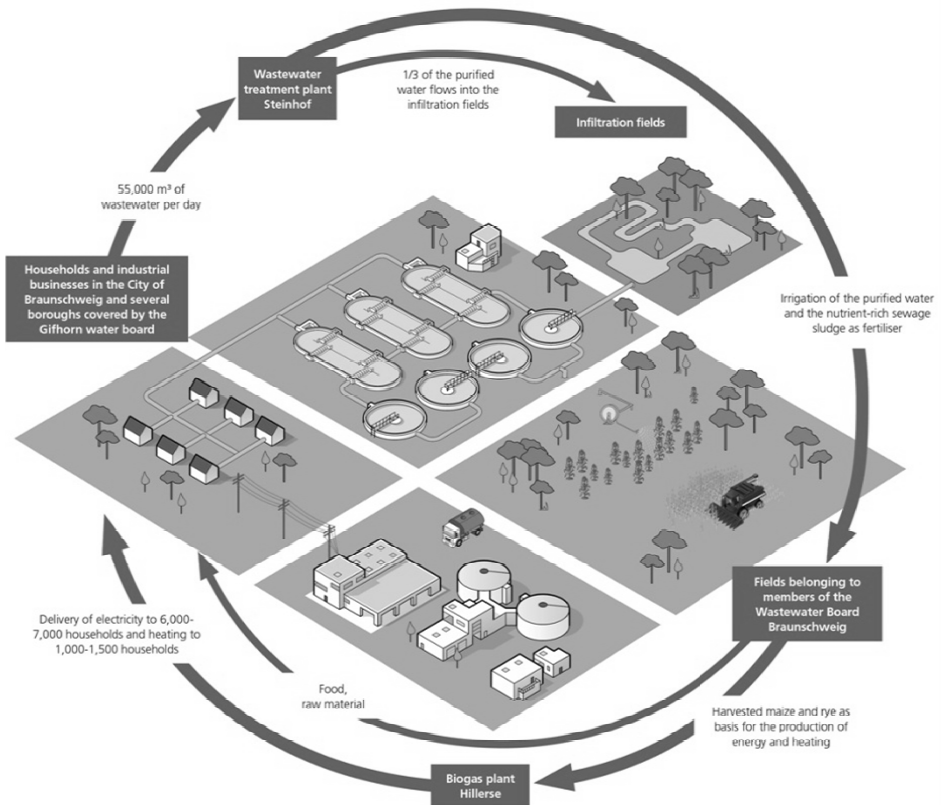 Wastewater
treatment plant
Steinhof
1/3 of the purified
water flows into the
infiltration fields
Infiltration fields
55,000 m³ of
wastewater per day
Households and industrial
businesses in the City of
Braunschweig and several
boroughs covered by the
Gifhorn water board
Irrigation of the purified water
and the nutrient-rich sewage
sludge as fertiliser
Fields belonging to
members of the
Wastewater Board
Braunschweig
Delivery of electricity to 6,000-
7,000 households and heating to
1,000-1,500 households
Food,
raw material
Harvested maize and rye as
basis for the production of
energy and heating
Biogas plant
Hillerse